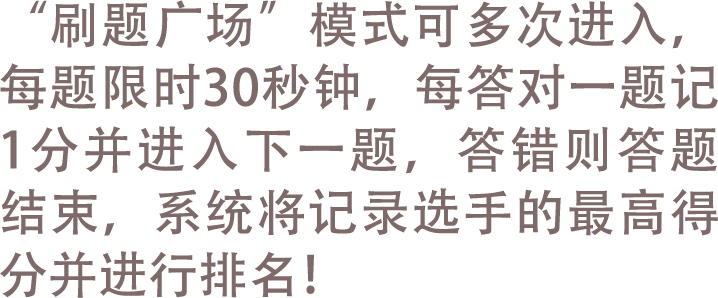 “刷题广场”模式可多次进入，
每题限时30秒钟，每答对一题记
1分并进入下一题，答错则答题
结束，系统将记录选手的最高得
分并进行排名！